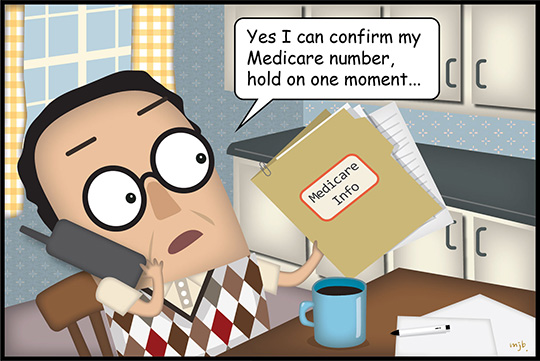 Yes I can confirm my
Medicare number,
hold on one moment...
Medicare
Info
mjb